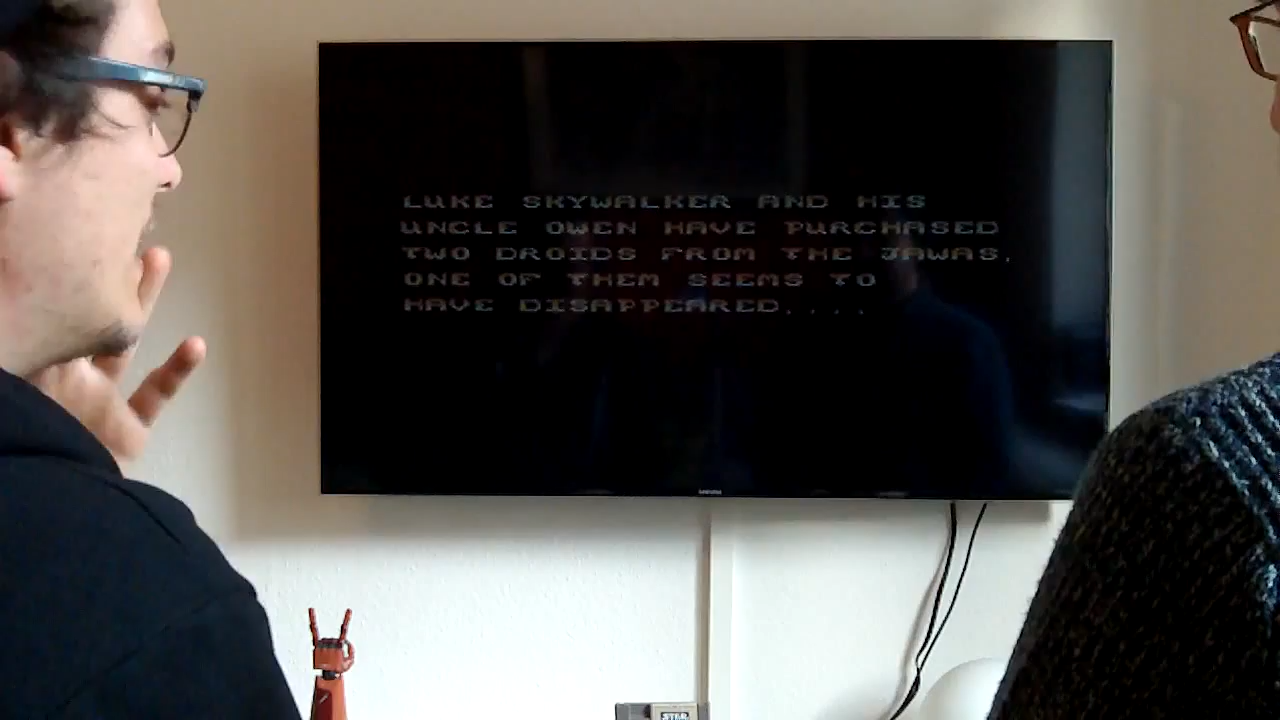 LUKE SKYWALKER AND HIS
UNCLE OWEN HAVE PURCHASED
TWO DROIDS FROM THE JAWAS.
ONE OF THEM SEEMS TO
HAVE DISAPPEARED....
STAR